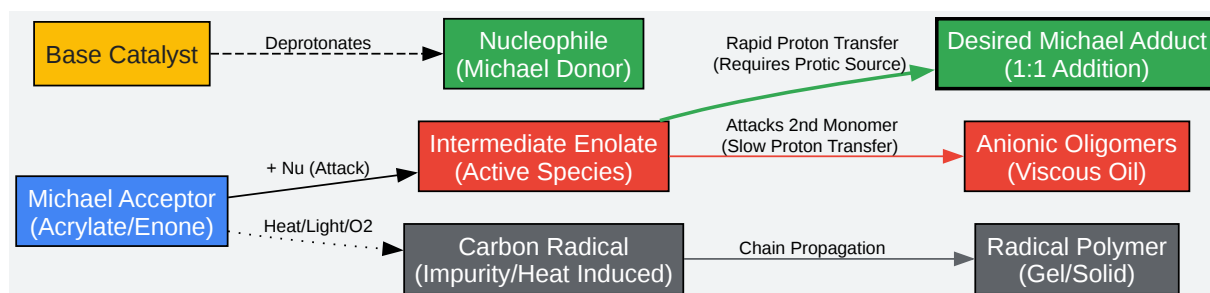 Base Catalyst
Deprotonates
Nucleophile
(Michael Donor)
Rapid Proton Transfer
(Requires Protic Source)
Desired Michael Adduct
(1:1 Addition)
Michael Acceptor
(Acrylate/Enone)
+ Nu (Attack)
Intermediate Enolate
(Active Species)
Attacks 2nd Monomer
(Slow Proton Transfer)
Anionic Oligomers
(Viscous Oil)
Heat/Light/O2
Carbon Radical
(Impurity/Heat Induced)
Chain Propagation
Radical Polymer
(Gel/Solid)